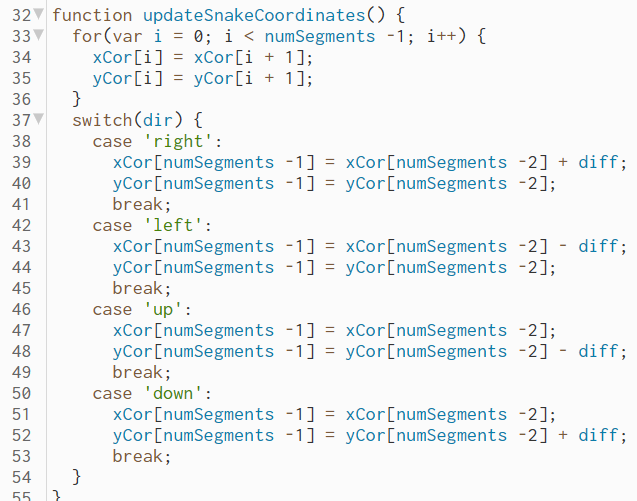 32 function updateSnakeCoordinates() {
33   for(var i = 0; i < numSegments -1; i++) {
34     xCor[i] = xCor[i + 1];
35     yCor[i] = yCor[i + 1];
36   }
37   switch(dir) {
38     case 'right':
39       xCor[numSegments -1] = xCor[numSegments -2] + diff;
40       yCor[numSegments -1] = yCor[numSegments -2];
41       break;
42     case 'left':
43       xCor[numSegments -1] = xCor[numSegments -2] - diff;
44       yCor[numSegments -1] = yCor[numSegments -2];
45       break;
46     case 'up':
47       xCor[numSegments -1] = xCor[numSegments -2];
48       yCor[numSegments -1] = yCor[numSegments -2] - diff;
49       break;
50     case 'down':
51       xCor[numSegments -1] = xCor[numSegments -2];
52       yCor[numSegments -1] = yCor[numSegments -2] + diff;
53       break;
54   }
55 }